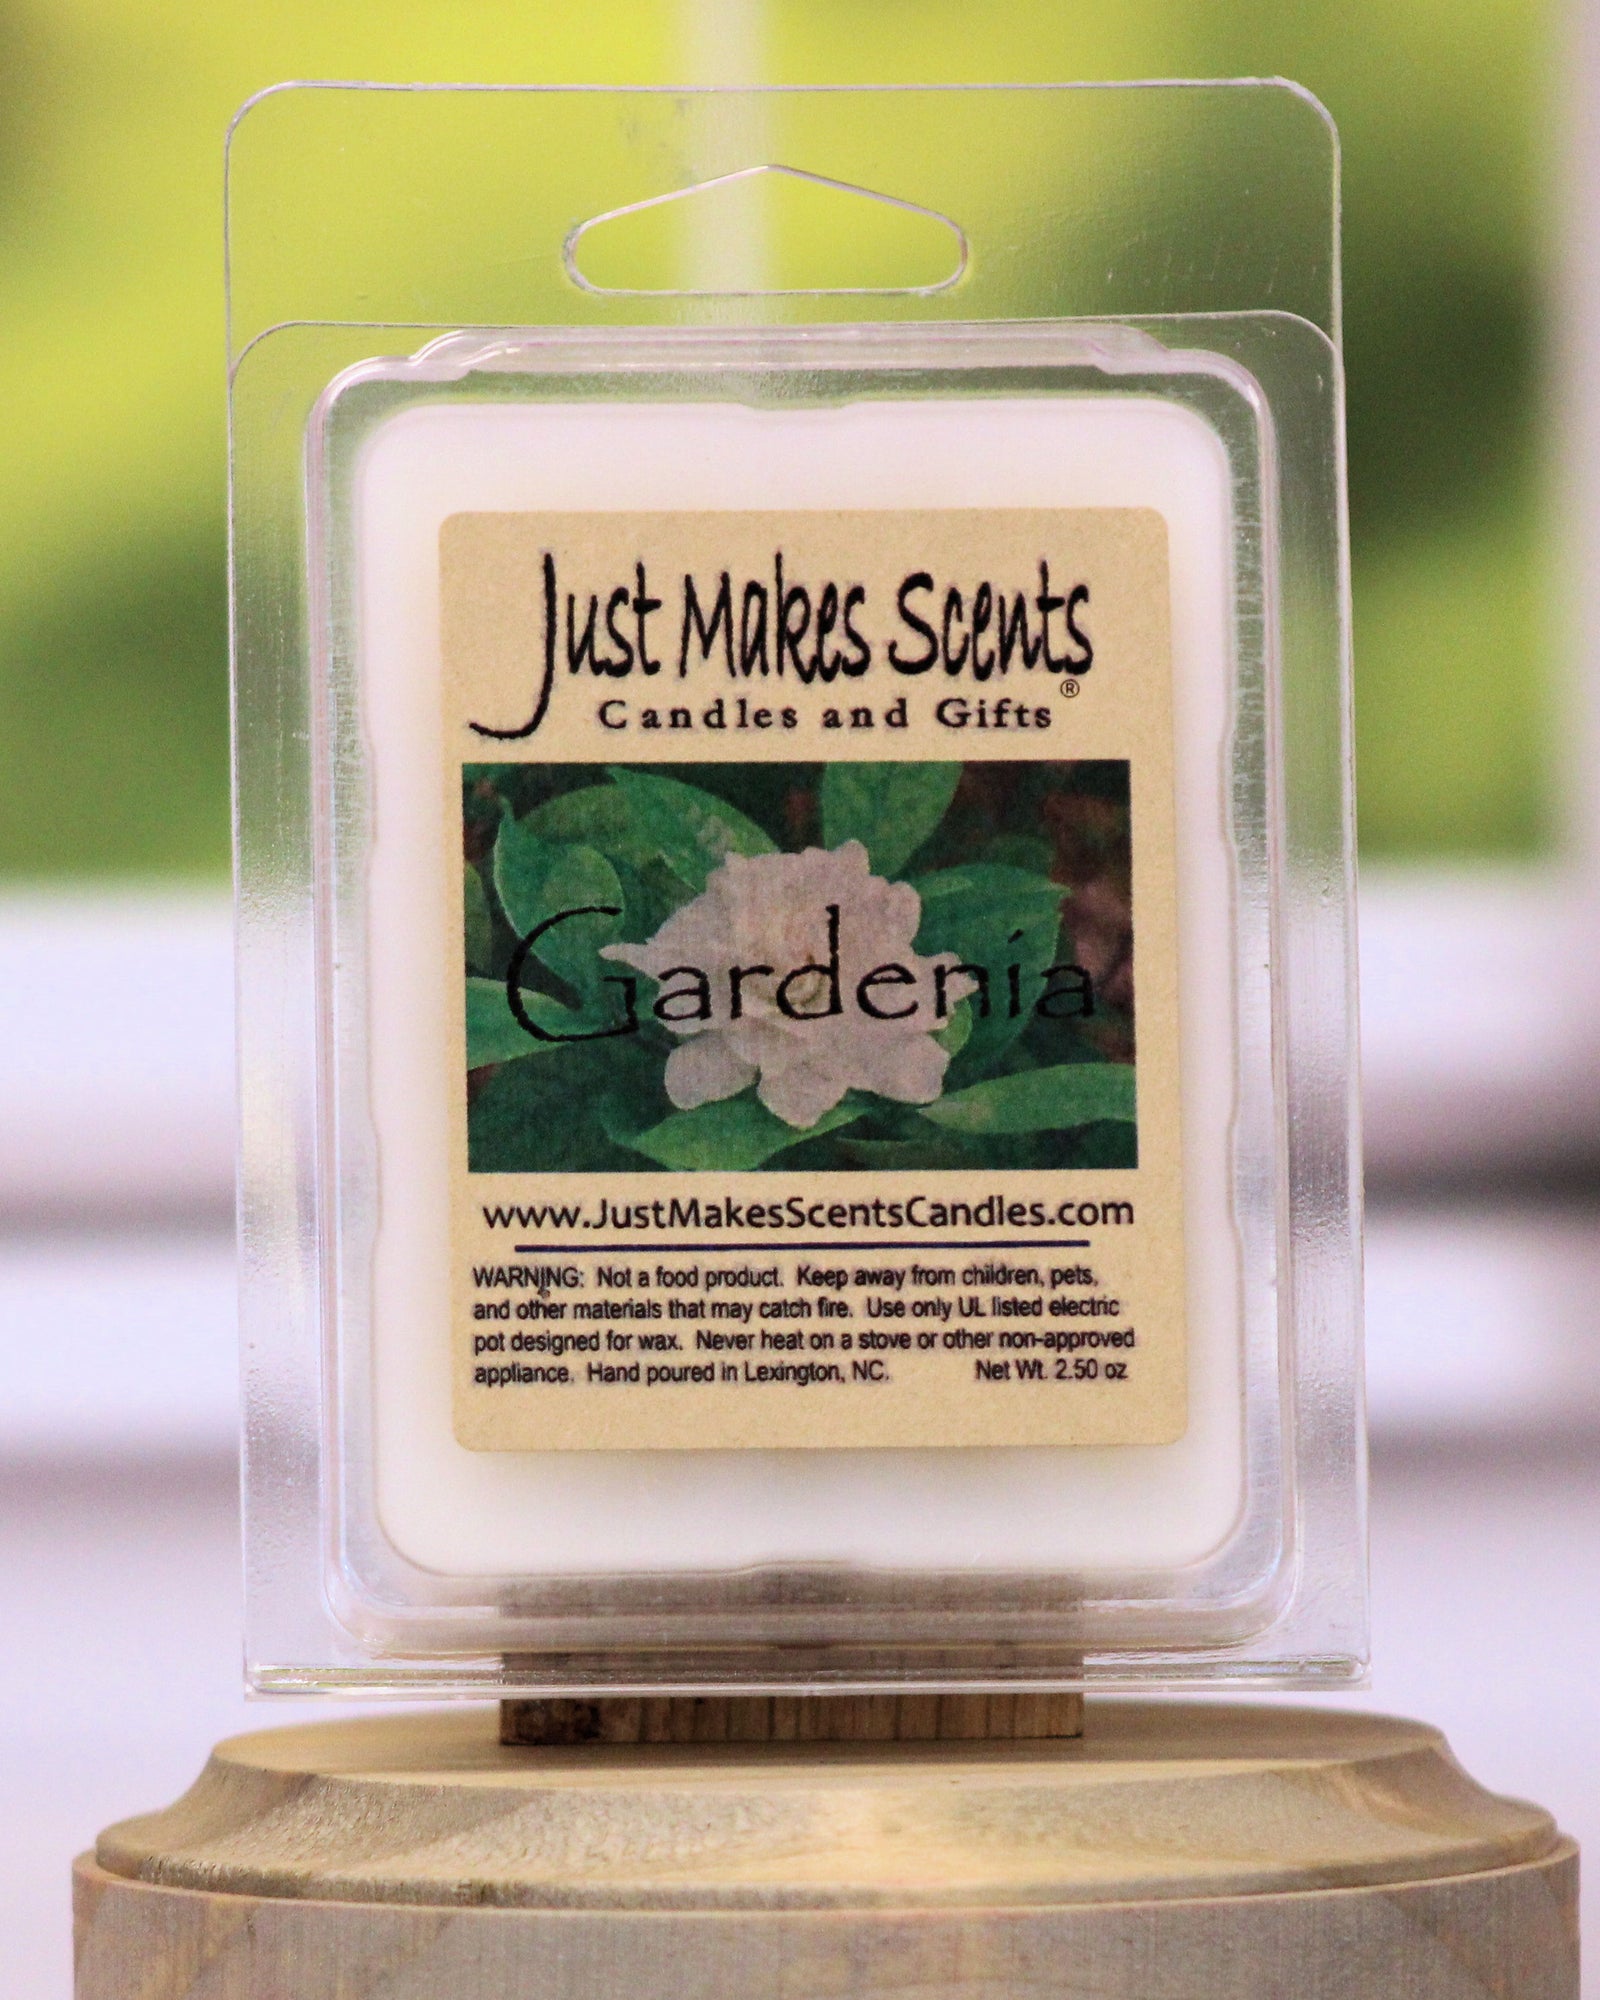 Just Makes Scents
Candles and Gifts®
Gardenia
www.JustMakesScentsCandles.com
WARNING: Not a food product. Keep away from children, pets,
and other materials that may catch fire. Use only UL listed electric
pot designed for wax. Never heat on a stove or other non-approved
appliance. Hand poured in Lexington, NC. Net Wt. 2.50 oz